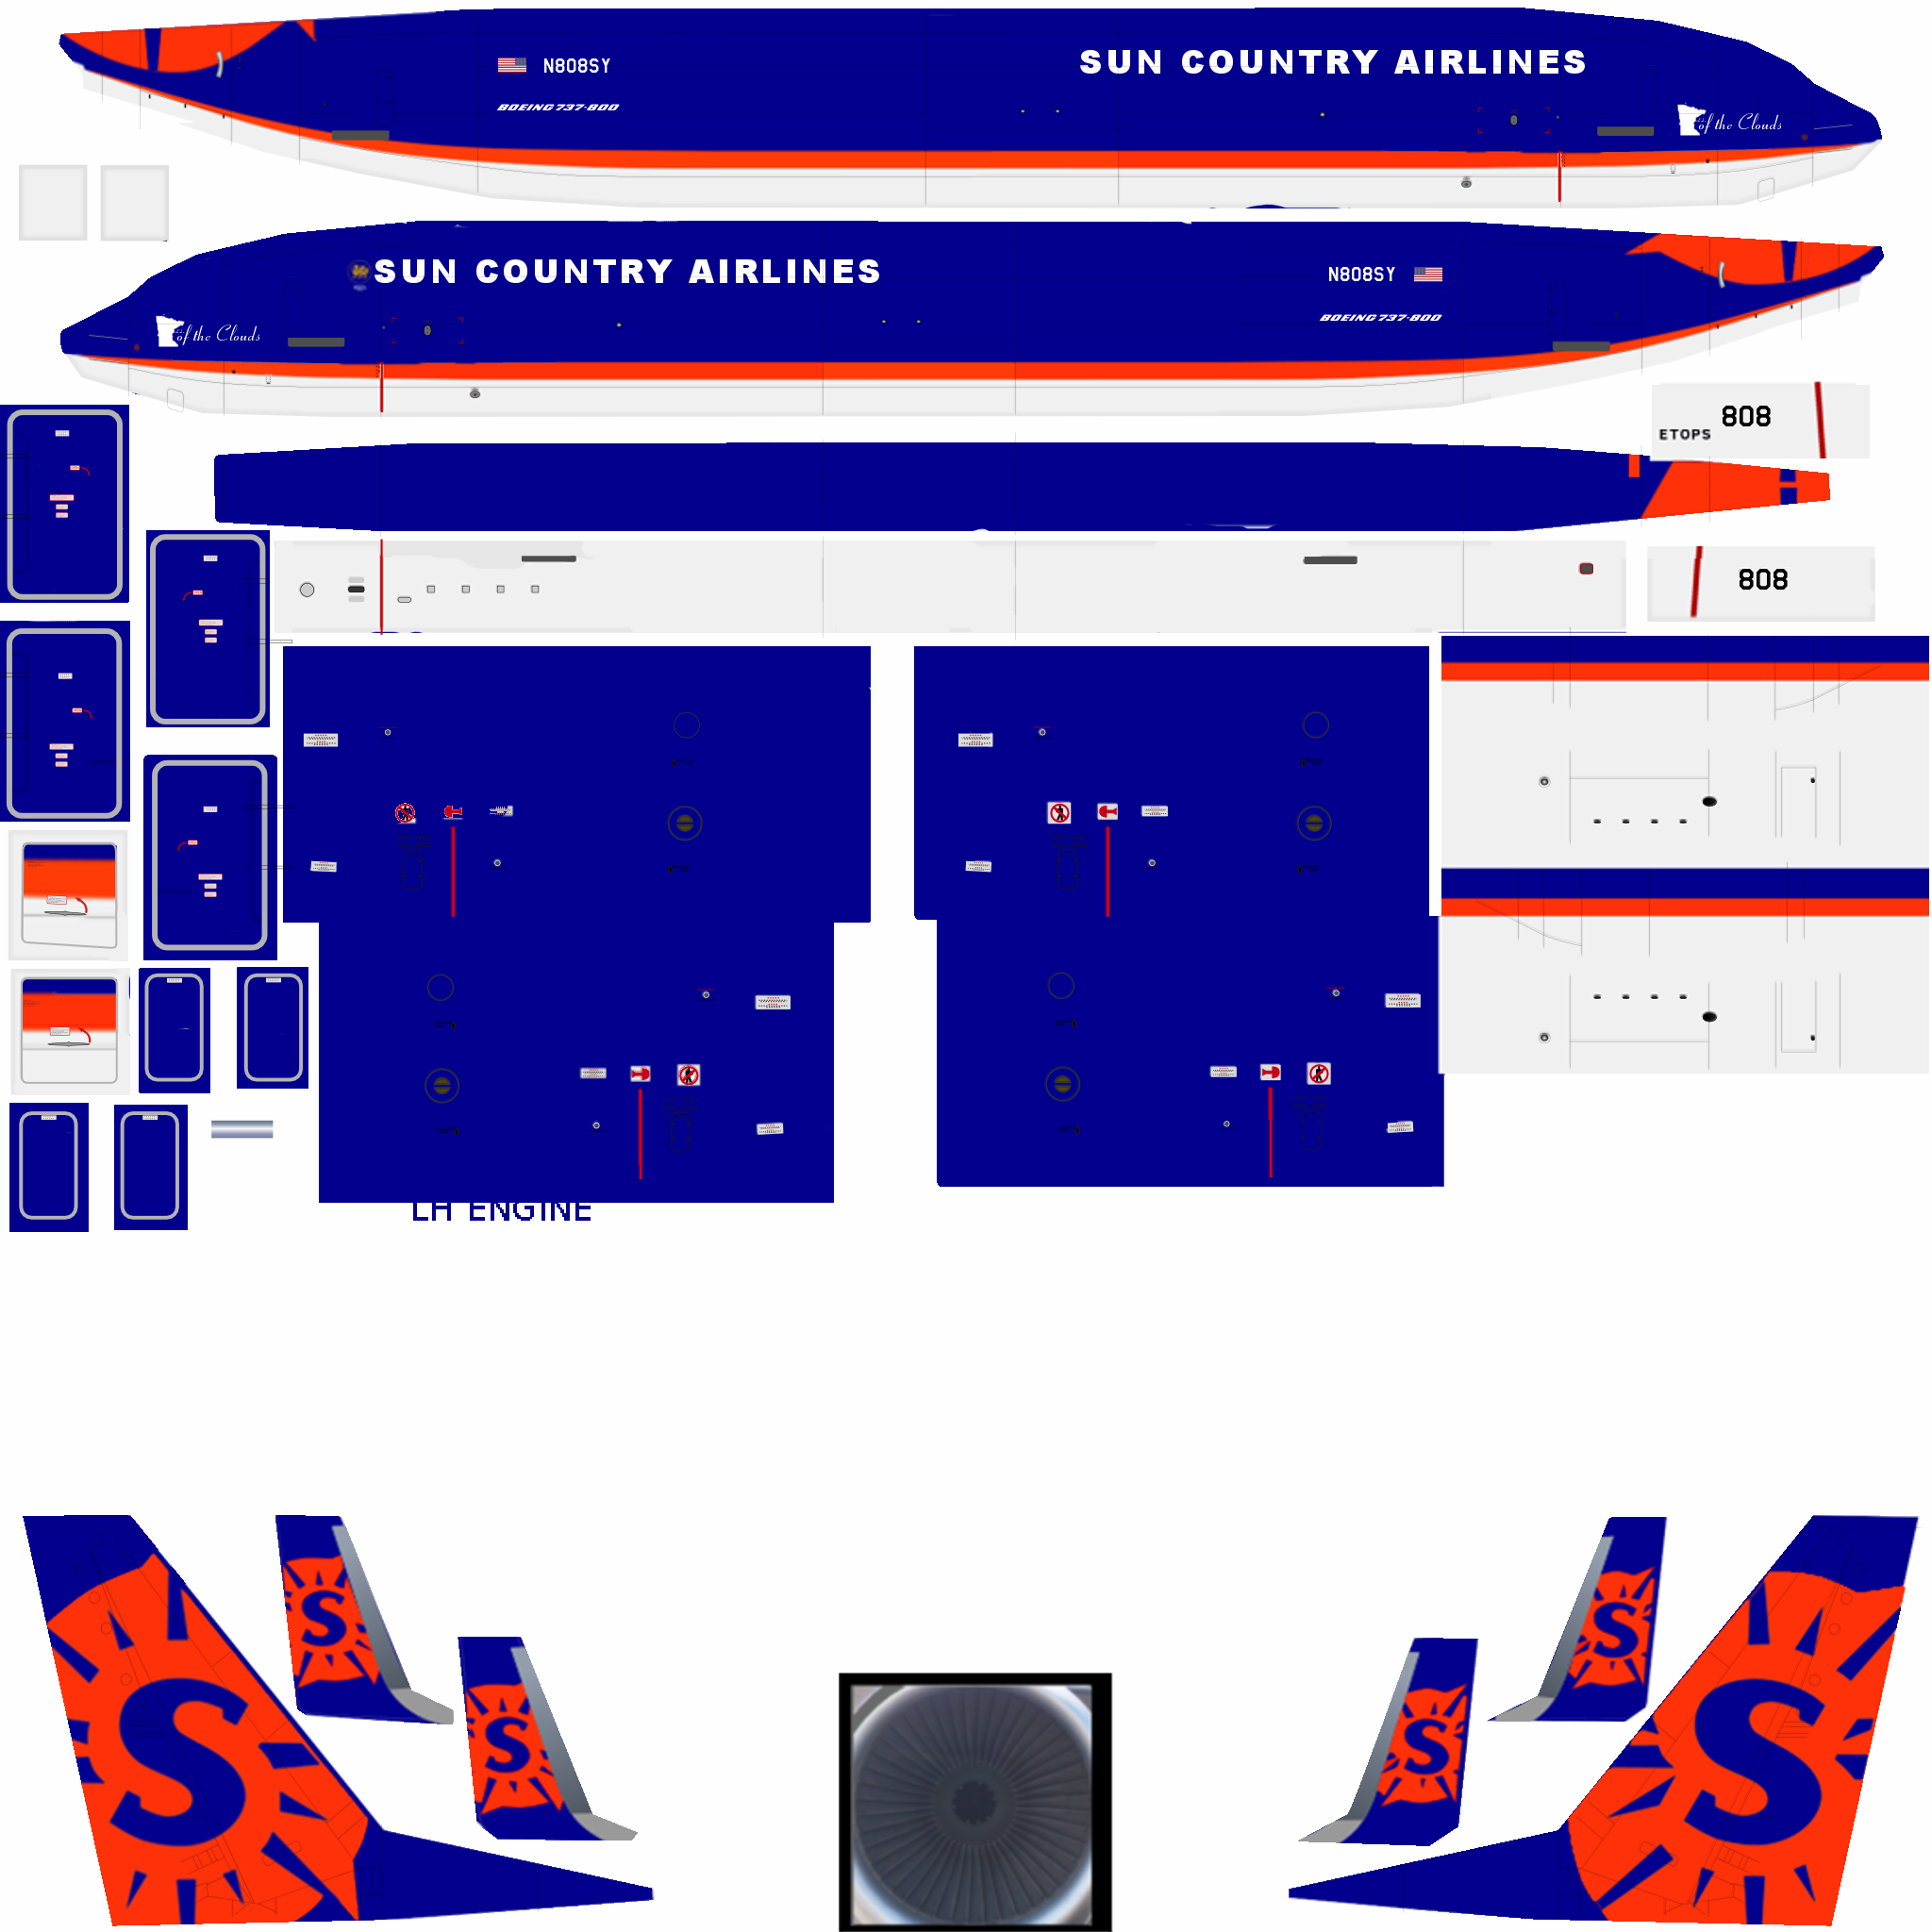 SUN COUNTRY AIRLINES
N808SY
BOEING 737-800
of the Clouds
SUN COUNTRY AIRLINES
N808SY
BOEING 737-800
of the Clouds
808
ETOPS
808
LH ENGINE
S
S
S
S
S
S